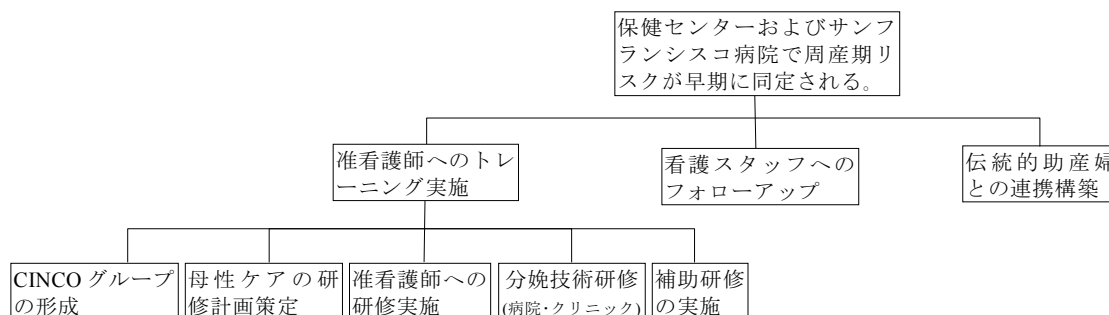 保健センターおよびサンフ
ランシスコ病院で周産期リ
スクが早期に同定される。
准看護師へのトレ
ーニング実施
看護スタッフへの
フォローアップ
伝統的助産婦
との連携構築
CINCO グループ
の形成
母性ケアの研
修計画策定
准看護師への
研修実施
分娩技術研修
(病院・クリニック)
補助研修
の実施